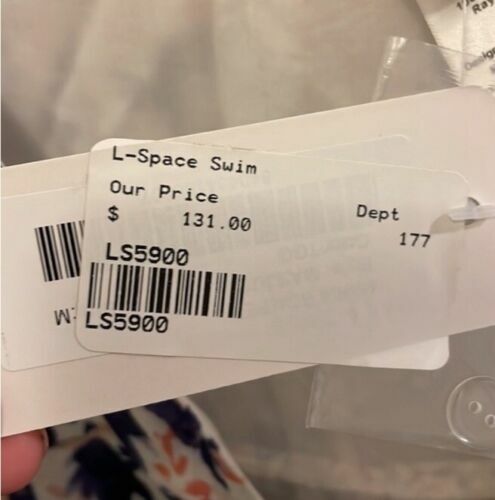 L-Space Swim
Our Price
$ 131.00
Dept
177
LS5900
LS5900